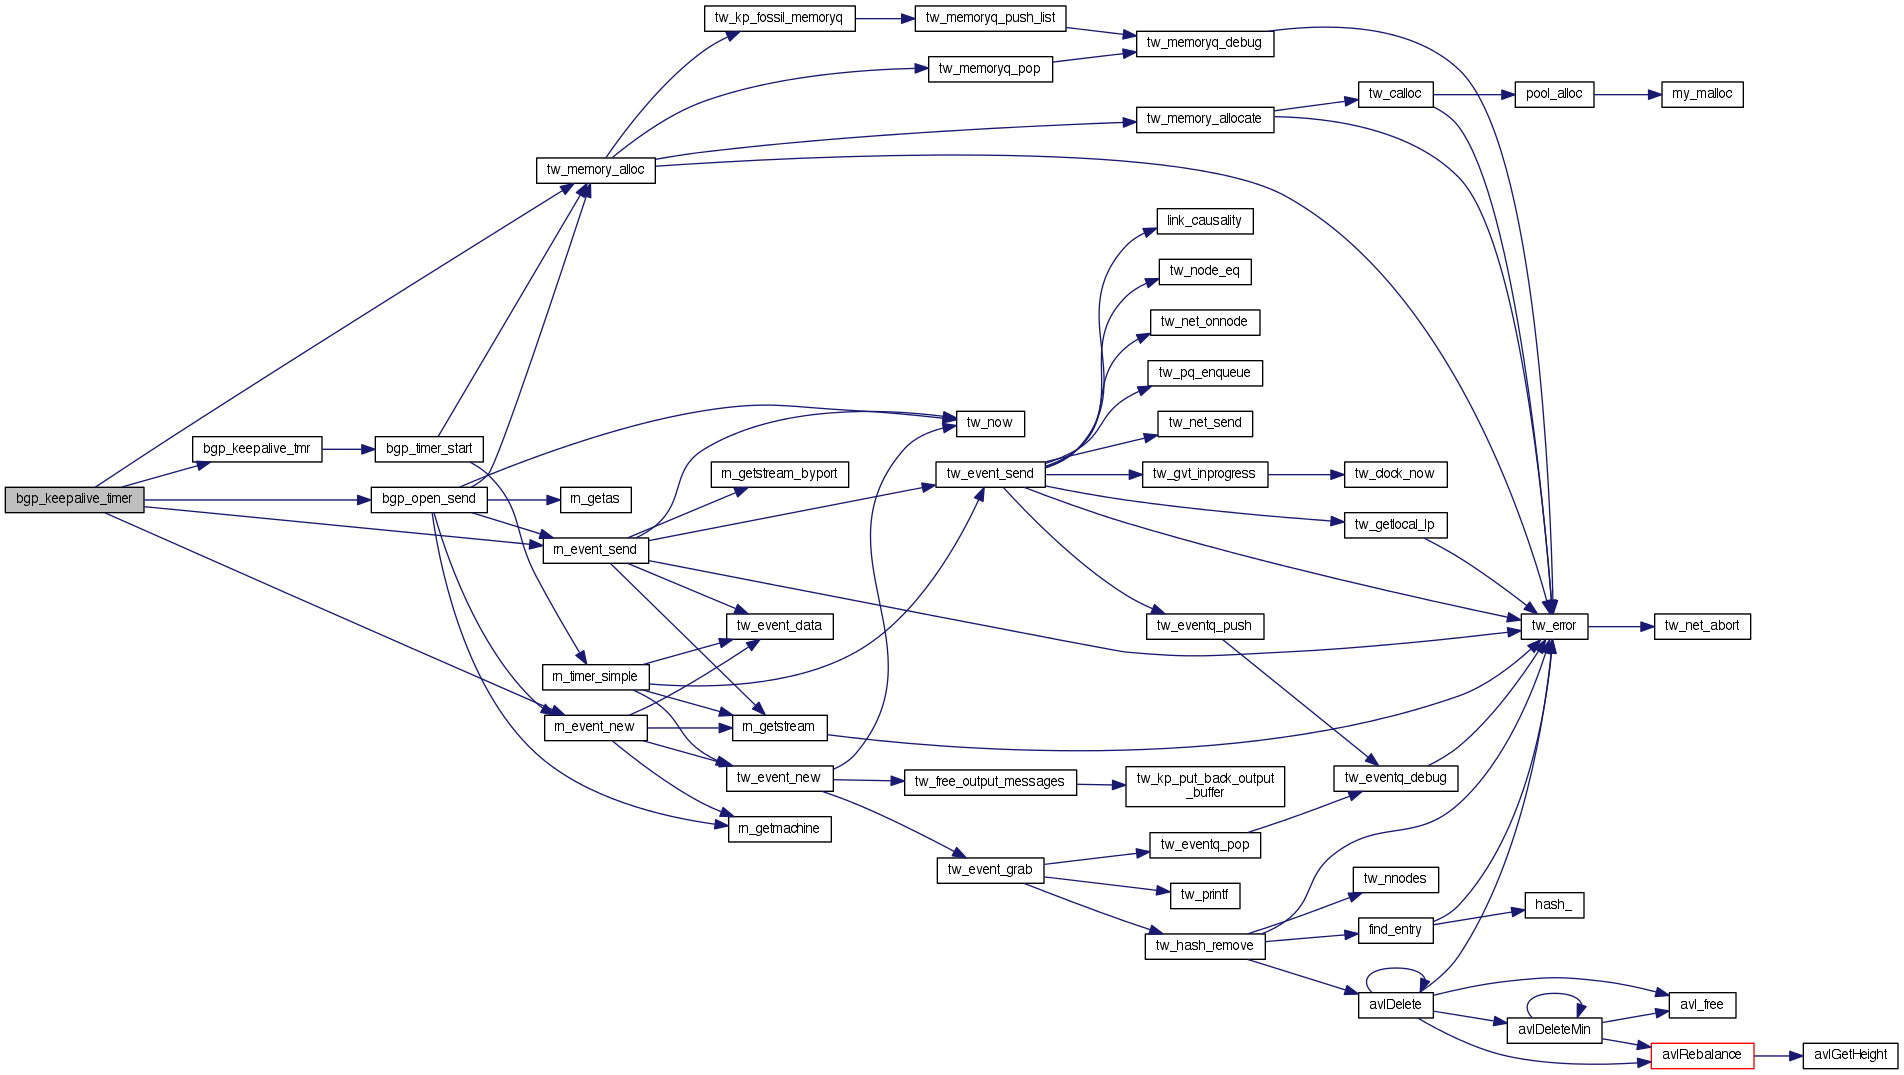 tw_kp_fossil_memoryq
tw_memoryq_push_list
tw_memoryq_debug
tw_memoryq_pop
tw_calloc
pool_alloc
my_malloc
tw_memory_allocate
tw_memory_alloc
link_causality
tw_node_eq
tw_net_onnode
tw_pq_enqueue
tw_now
tw_net_send
bgp_keepalive_tmr
bgp_timer_start
rn_getstream_byport
tw_event_send
tw_gvt_inprogress
tw_clock_now
bgp_keepalive_timer
bgp_open_send
rn_getas
tw_getlocal_lp
rn_event_send
tw_event_data
tw_eventq_push
tw_error
tw_net_abort
rn_timer_simple
rn_event_new
rn_getstream
tw_event_new
tw_free_output_messages
tw_kp_put_back_output
_buffer
tw_eventq_debug
rn_getmachine
tw_eventq_pop
tw_event_grab
tw_nnodes
tw_printf
hash_
find_entry
tw_hash_remove
avlDelete
avl_free
avlDeleteMin
avlRebalance
avlGetHeight